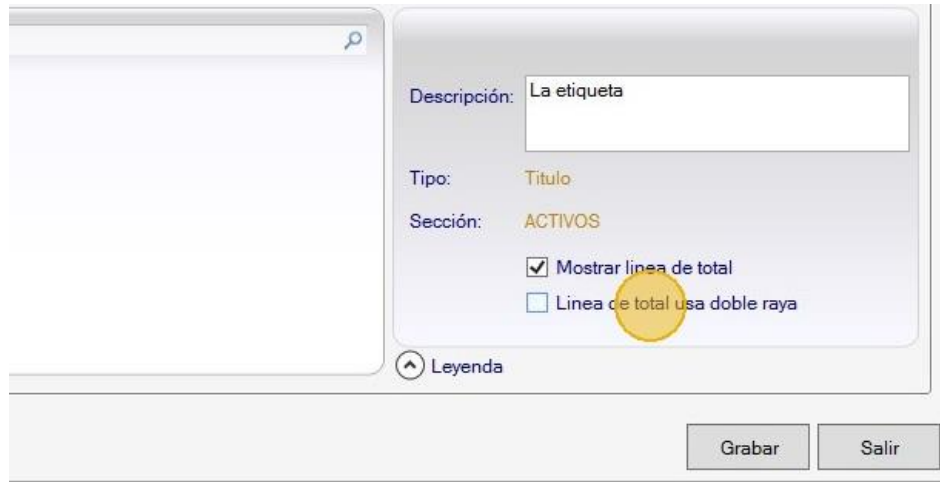 Descripción: La etiqueta
Tipo: Titulo
Sección: ACTIVOS
Mostrar linea de total
Linea de total usa doble raya
Leyenda
Grabar Salir